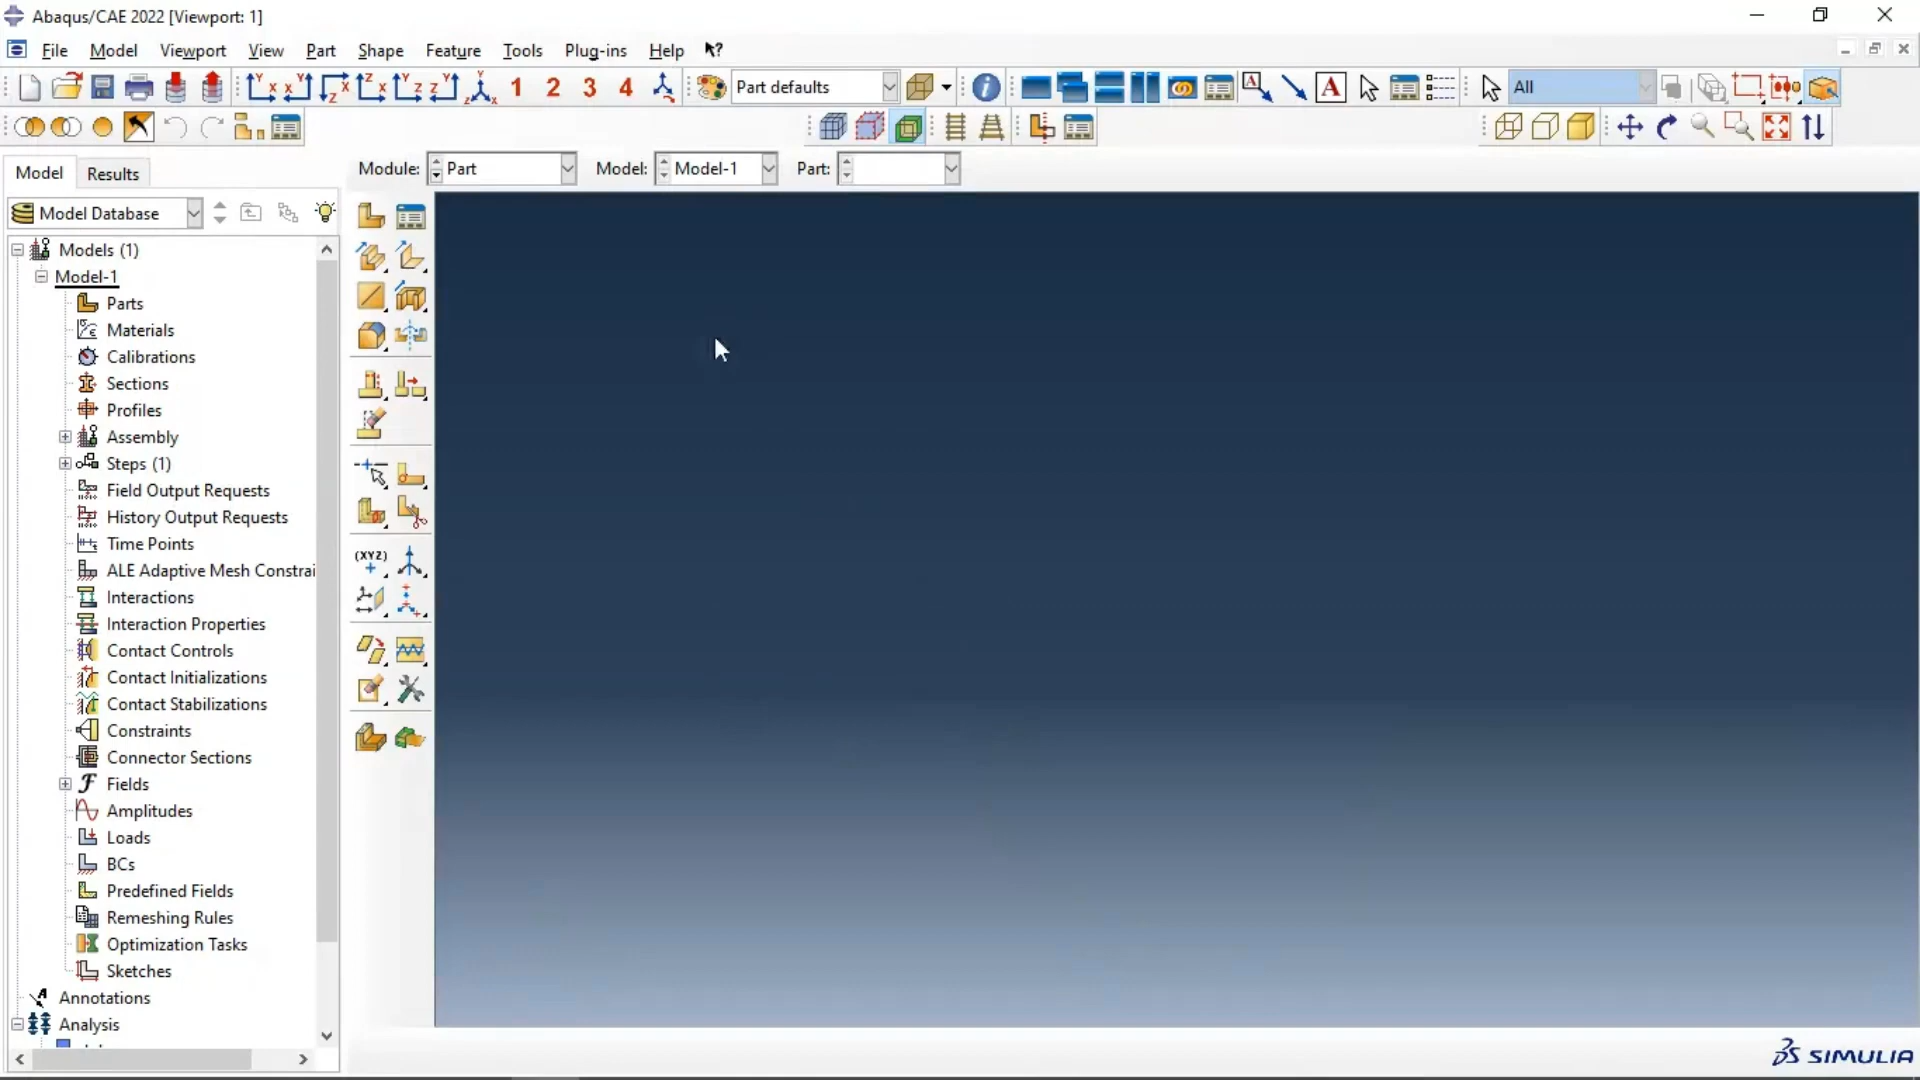 Abaqus/CAE 2022 [Viewport: 1]
File Model Viewport View Part Shape Feature Tools Plug-ins Help
1 2 3 4 Part defaults All
Model Results
Module: Part Model: Model-1 Part:
Model Database
Models (1)
Model-1
Parts
Materials
Calibrations
Sections
Profiles
Assembly
Steps (1)
Field Output Requests
History Output Requests
Time Points
ALE Adaptive Mesh Constrai
Interactions
Interaction Properties
Contact Controls
Contact Initializations
Contact Stabilizations
Constraints
Connector Sections
Fields
Amplitudes
Loads
BCs
Predefined Fields
Remeshing Rules
Optimization Tasks
Sketches
Annotations
Analysis
(XYZ)
SIMULIA